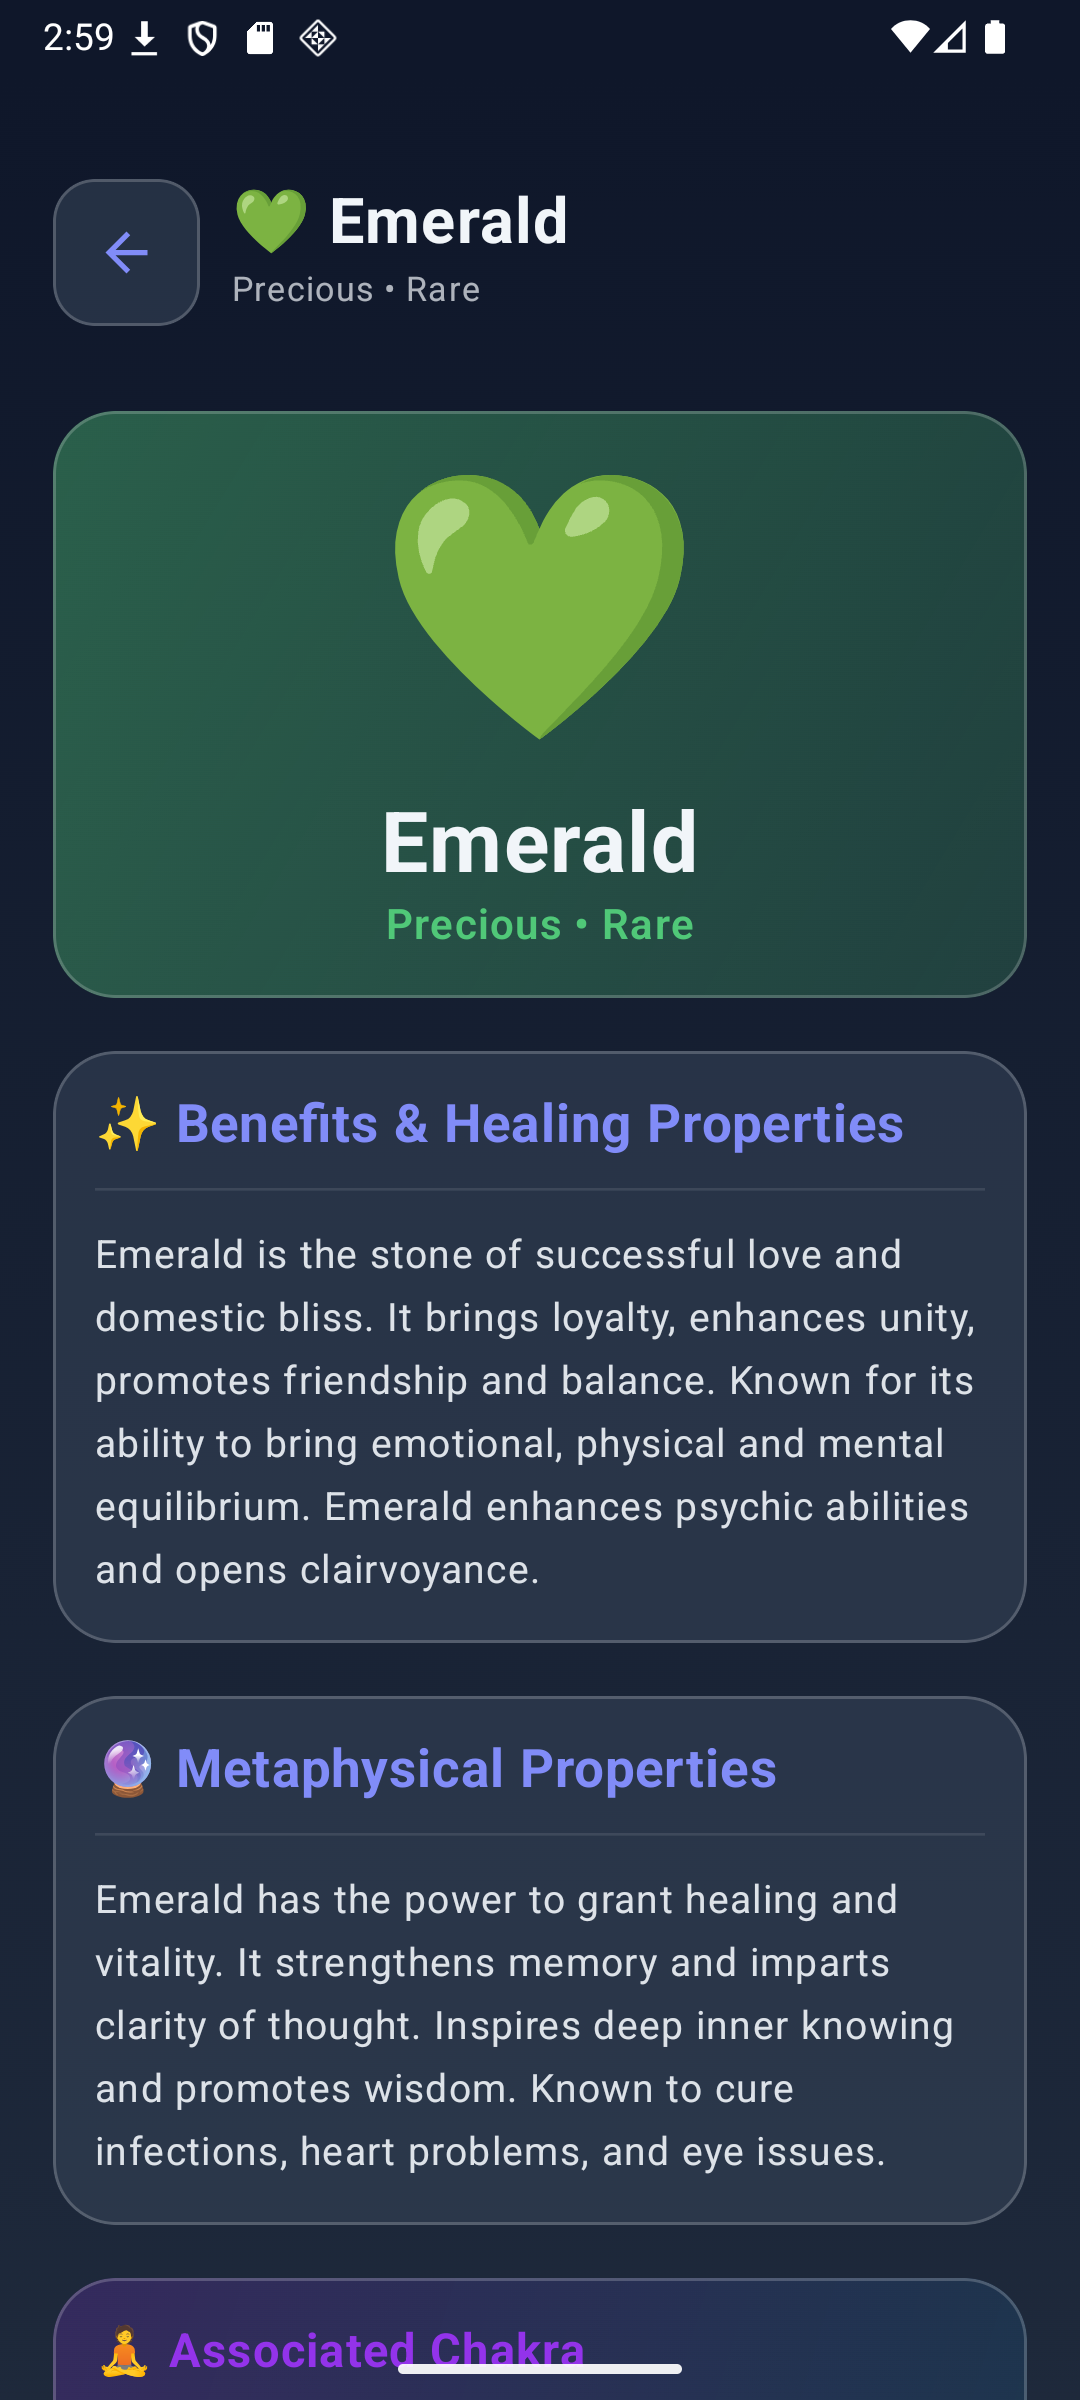 2:59
💚 Emerald
Precious • Rare
Emerald
Precious • Rare
✨ Benefits & Healing Properties
Emerald is the stone of successful love and
domestic bliss. It brings loyalty, enhances unity,
promotes friendship and balance. Known for its
ability to bring emotional, physical and mental
equilibrium. Emerald enhances psychic abilities
and opens clairvoyance.
🔮 Metaphysical Properties
Emerald has the power to grant healing and
vitality. It strengthens memory and imparts
clarity of thought. Inspires deep inner knowing
and promotes wisdom. Known to cure
infections, heart problems, and eye issues.
🧘 Associated Chakra